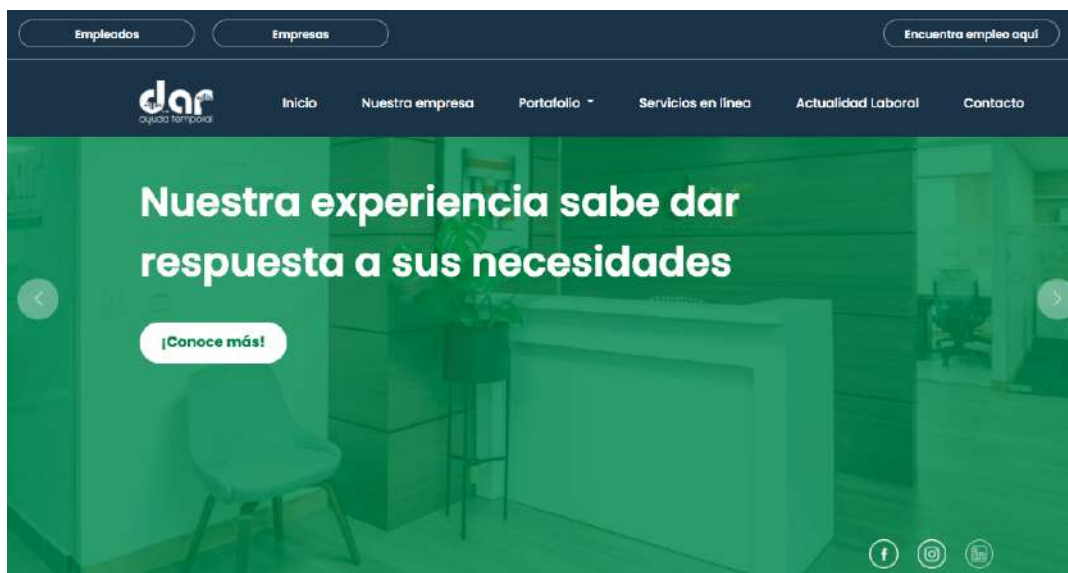 Empleados
Empresas
Encuentra empleo aquí
dar
ayuda temporal
Inicio
Nuestra empresa
Portafolio
Servicios en línea
Actualidad Laboral
Contacto
Nuestra experiencia sabe dar
respuesta a sus necesidades
¡Conoce más!